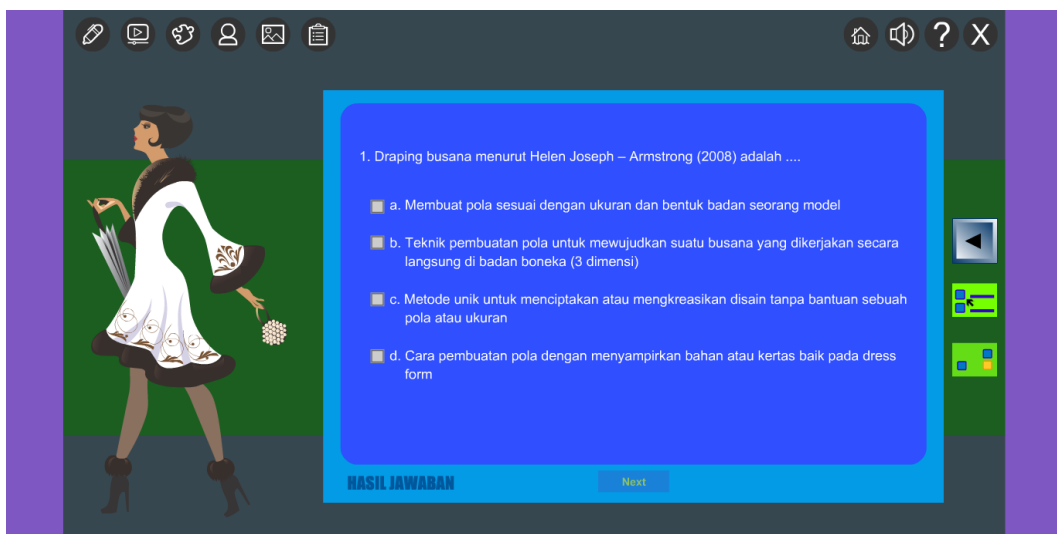 ? X
1. Draping busana menurut Helen Joseph – Armstrong (2008) adalah ....
a. Membuat pola sesuai dengan ukuran dan bentuk badan seorang model
b. Teknik pembuatan pola untuk mewujudkan suatu busana yang dikerjakan secara
langsung di badan boneka (3 dimensi)
c. Metode unik untuk menciptakan atau mengkreasikan disain tanpa bantuan sebuah
pola atau ukuran
d. Cara pembuatan pola dengan menyampirkan bahan atau kertas baik pada dress
form
HASIL JAWABAN
Next